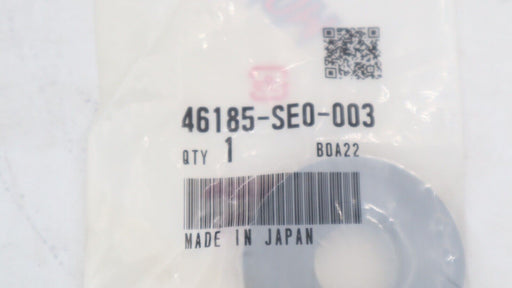 46185-SE0-003
QTY 1 B0A22
MADE IN JAPAN